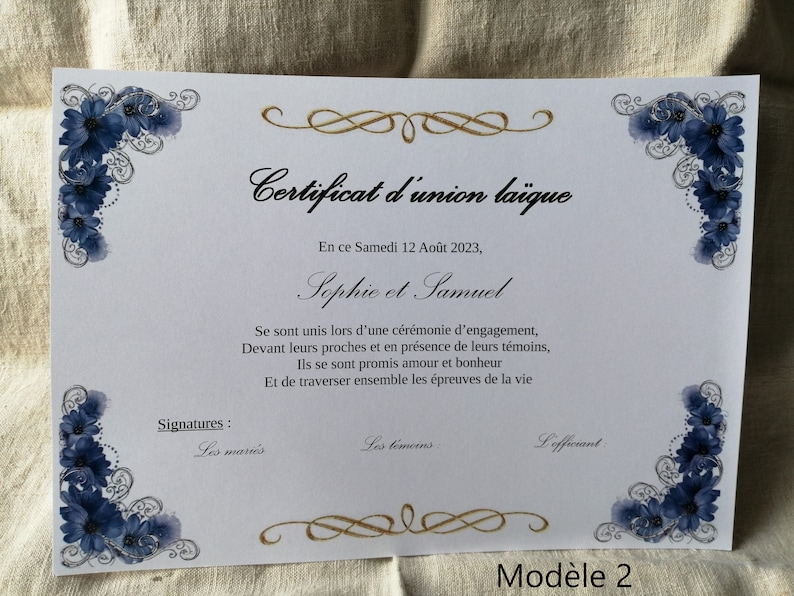 Certificat d'union laïque
En ce Samedi 12 Août 2023,
Sophie et Samuel
Se sont unis lors d'une cérémonie d'engagement,
Devant leurs proches et en présence de leurs témoins,
Ils se sont promis amour et bonheur
Et de traverser ensemble les épreuves de la vie
Signatures :
Les mariés Les témoins : L'officiant :
Modèle 2